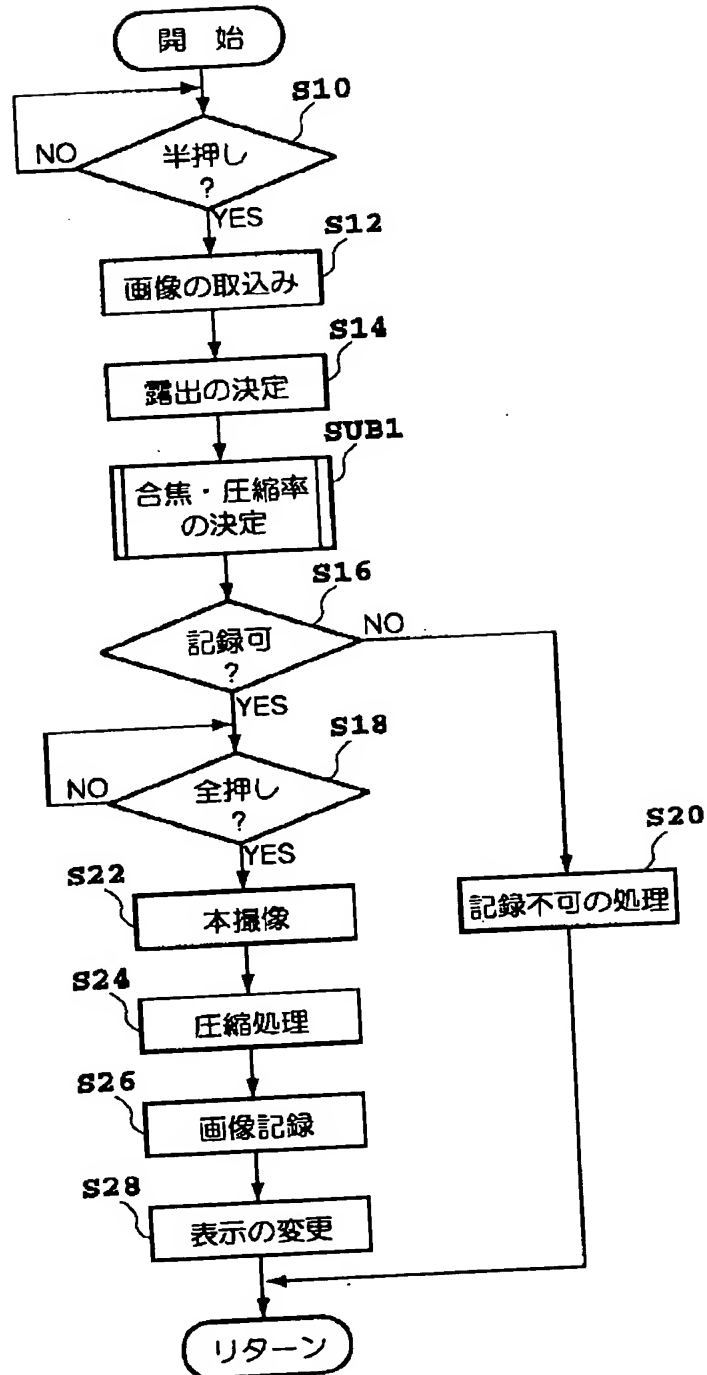 開 始
S10
半押し
?
NO
YES
S12
画像の取込み
S14
露出の決定
SUB1
合焦・圧縮率
の決定
S16
記録可
?
NO
YES
S18
全押し
?
NO
YES
S20
記録不可の処理
S22
本撮像
S24
圧縮処理
S26
画像記録
S28
表示の変更
リターン